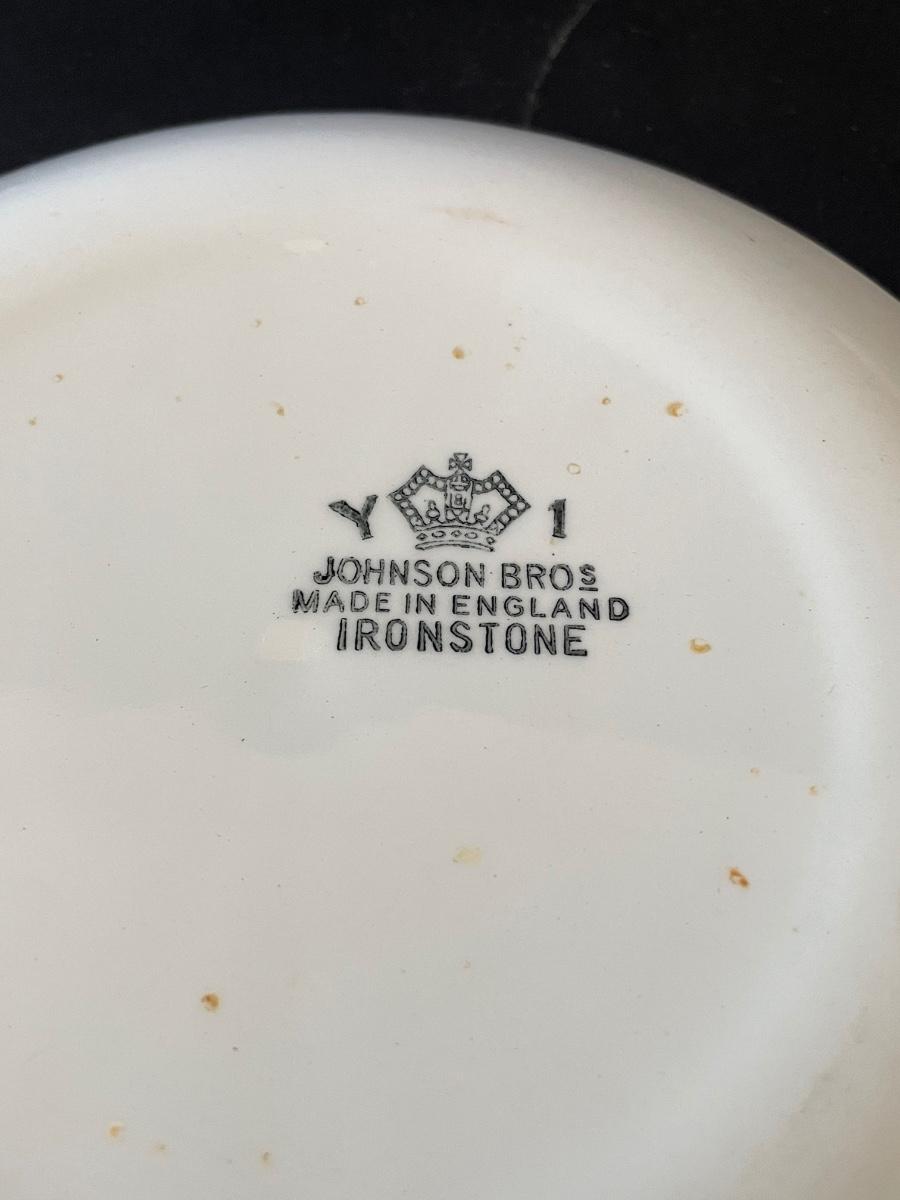 Y 1
JOHNSON BROS
MADE IN ENGLAND
IRONSTONE